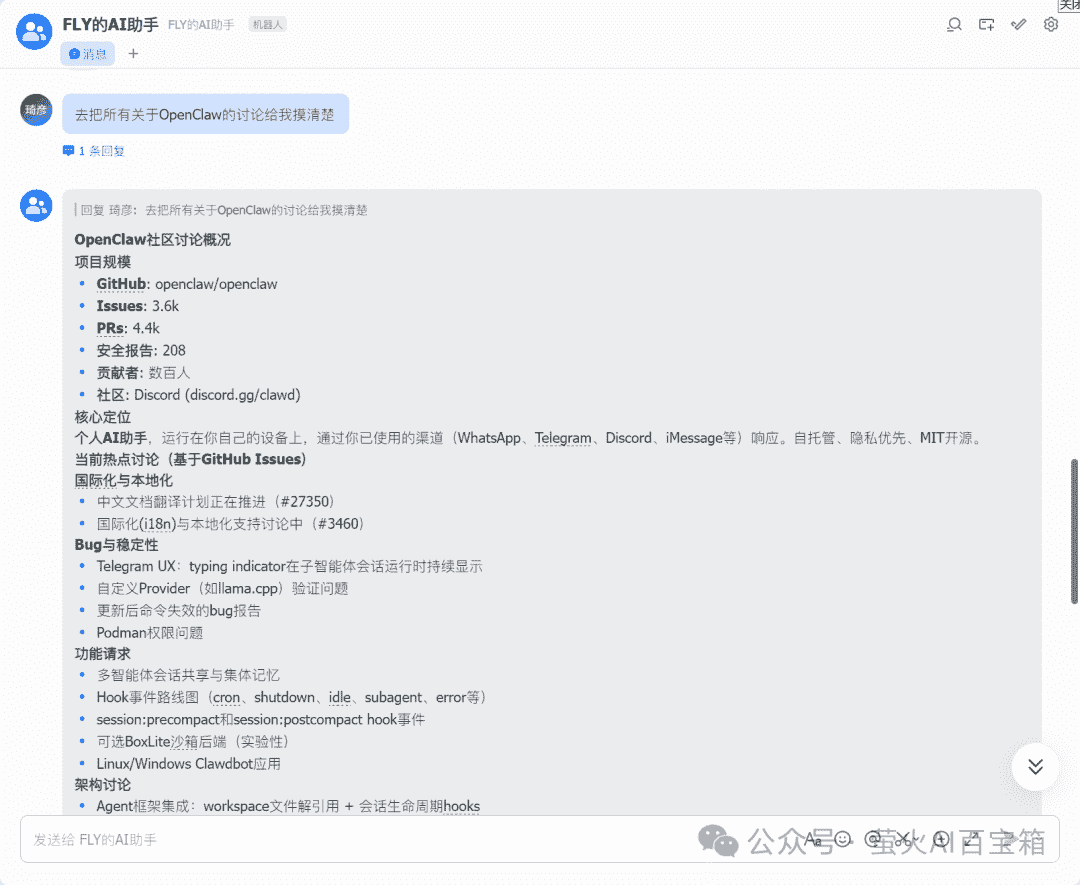 关闭
FLY的AI助手 FLY的AI助手 机器人
消息 +
琦彦
去把所有关于OpenClaw的讨论给我摸清楚
1 条回复
回复 琦彦: 去把所有关于OpenClaw的讨论给我摸清楚
OpenClaw社区讨论概况
项目规模
GitHub: openclaw/openclaw
Issues: 3.6k
PRs: 4.4k
安全报告: 208
贡献者: 数百人
社区: Discord (discord.gg/clawd)
核心定位
个人AI助手，运行在你自己的设备上，通过你已使用的渠道（WhatsApp、Telegram、Discord、iMessage等）响应。自托管、隐私优先、MIT开源。
当前热点讨论（基于GitHub Issues）
国际化与本地化
中文文档翻译计划正在推进（#27350）
国际化(i18n)与本地化支持讨论中（#3460）
Bug与稳定性
Telegram UX：typing indicator在子智能体会话运行时持续显示
自定义Provider（如llama.cpp）验证问题
更新后命令失效的bug报告
Podman权限问题
功能请求
多智能体会话共享与集体记忆
Hook事件路线图（cron、shutdown、idle、subagent、error等）
session:precompact和session:postcompact hook事件
可选BoxLite沙箱后端（实验性）
Linux/Windows Clawdbot应用
架构讨论
Agent框架集成：workspace文件解引用 + 会话生命周期hooks
发送给 FLY的AI助手
Aa
公众号 · 萤火AI百宝箱